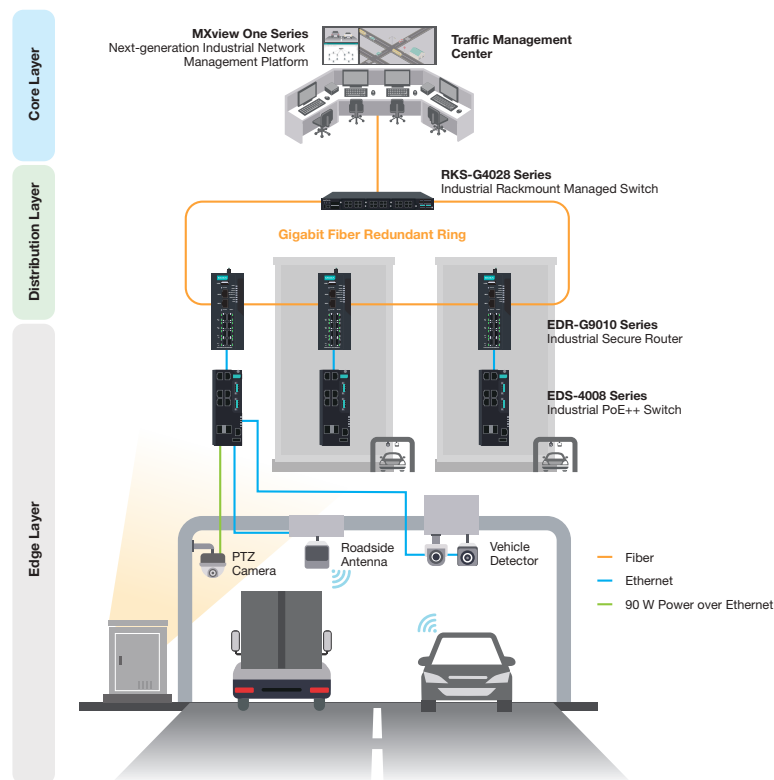 Core Layer
MXview One Series
Next-generation Industrial Network
Management Platform
Traffic Management
Center
Distribution Layer
RKS-G4028 Series
Industrial Rackmount Managed Switch
Gigabit Fiber Redundant Ring
EDR-G9010 Series
Industrial Secure Router
Edge Layer
EDS-4008 Series
Industrial PoE++ Switch
PTZ
Camera
Roadside
Antenna
Vehicle
Detector
Fiber
Ethernet
90 W Power over Ethernet